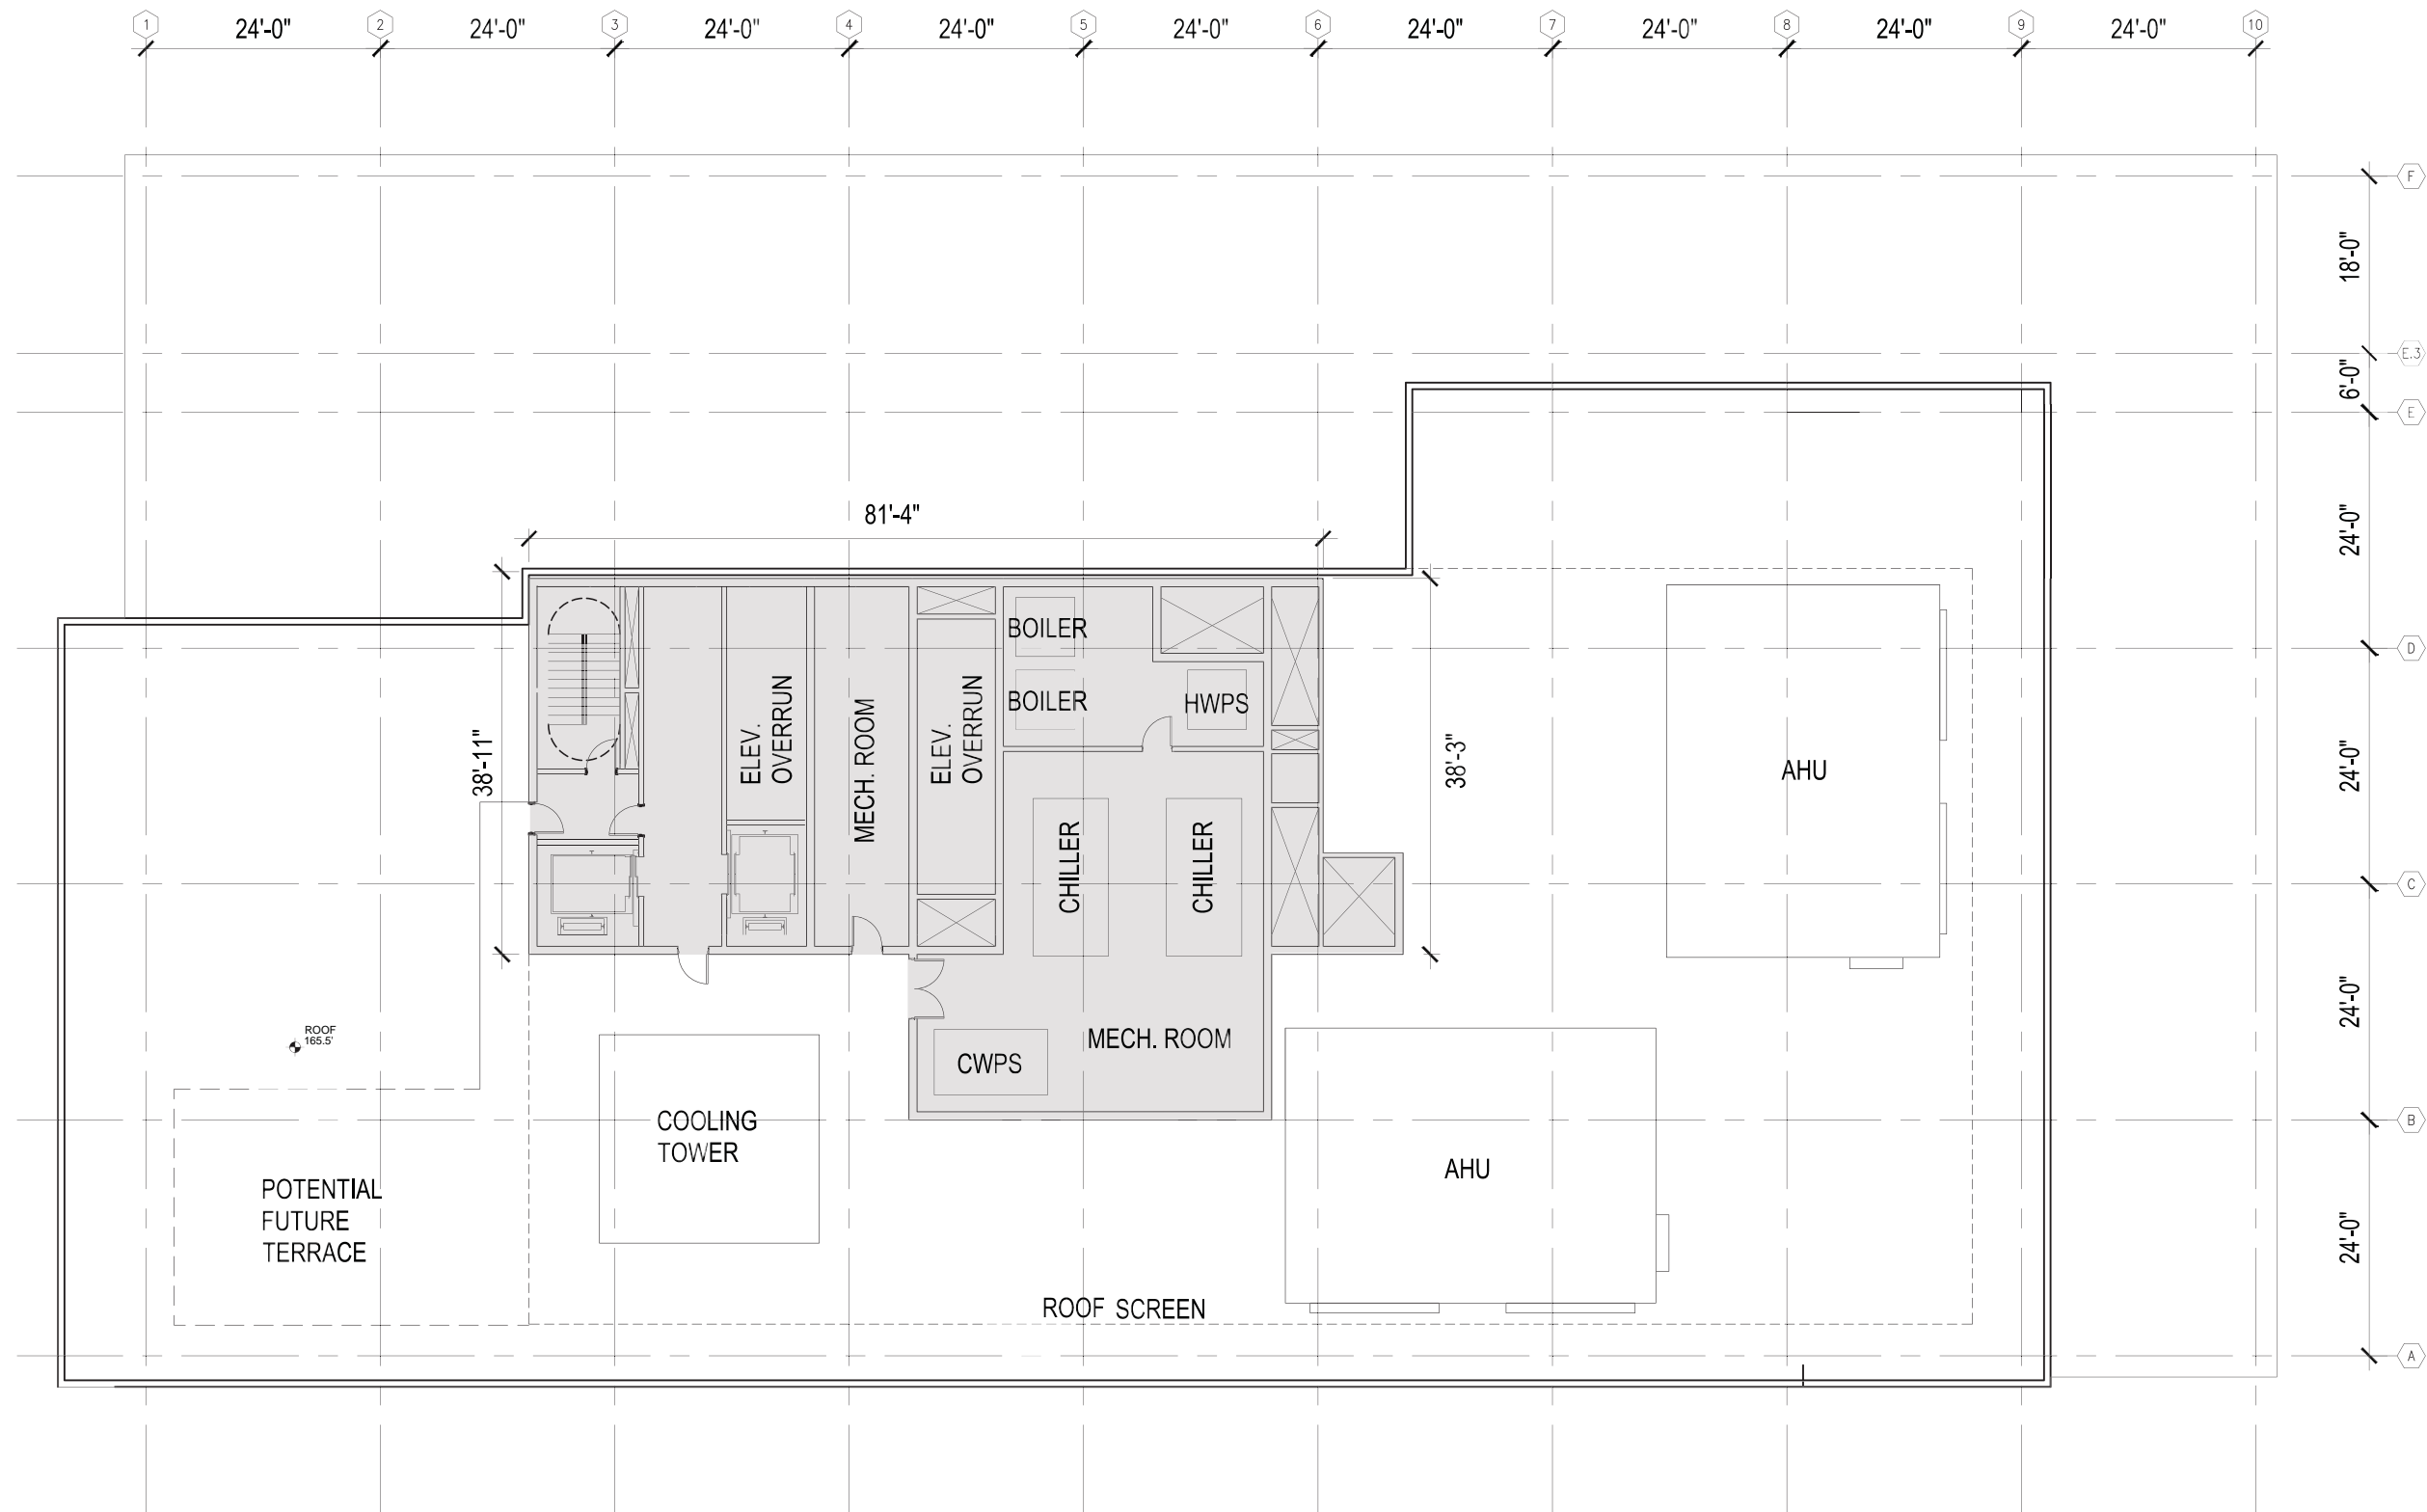 1 24'-0" 2 24'-0" 3 24'-0" 4 24'-0" 5 24'-0" 6 24'-0" 7 24'-0" 8 24'-0" 9 24'-0" 10
F
18'-0"
E.3
6'-0"
E
24'-0"
81'-4"
BOILER
D
BOILER
HWPS
ELEV.
OVERRUN
MECH. ROOM
ELEV.
OVERRUN
38'-11"
38'-3"
AHU
24'-0"
CHILLER
CHILLER
C
24'-0"
ROOF
165.5'
MECH. ROOM
CWPS
COOLING
TOWER
B
AHU
POTENTIAL
FUTURE
TERRACE
24'-0"
ROOF SCREEN
A